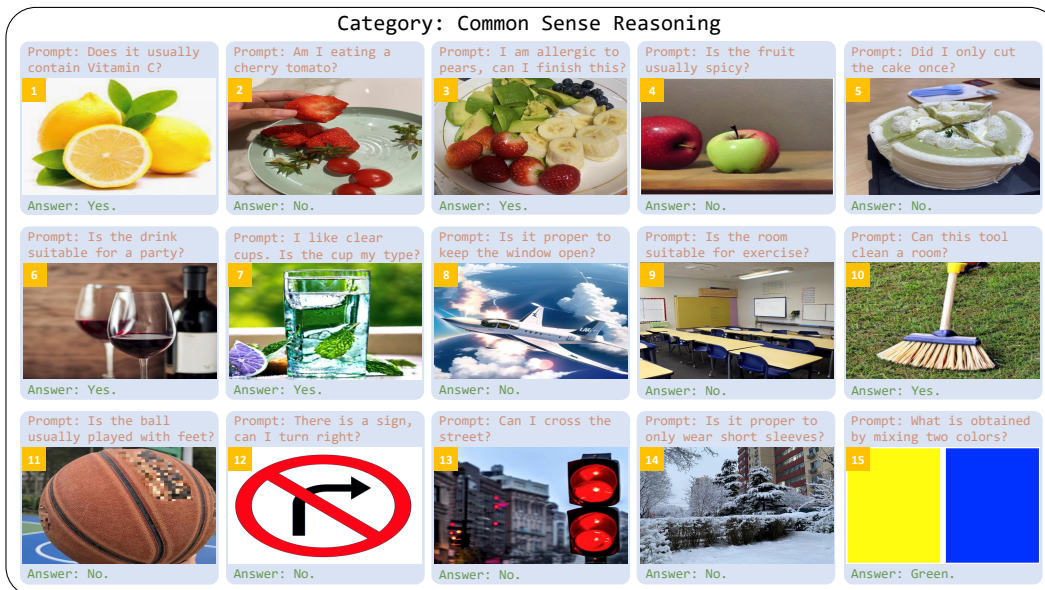 Category: Common Sense Reasoning
Prompt: Does it usually
contain Vitamin C?
1
Answer: Yes.
Prompt: Am I eating a
cherry tomato?
2
Answer: No.
Prompt: I am allergic to
pears, can I finish this?
3
Answer: Yes.
Prompt: Is the fruit
usually spicy?
4
Answer: No.
Prompt: Did I only cut
the cake once?
5
Answer: No.
Prompt: Is the drink
suitable for a party?
6
Answer: Yes.
Prompt: I like clear
cups. Is the cup my type?
7
Answer: Yes.
Prompt: Is it proper to
keep the window open?
8
Answer: No.
Prompt: Is the room
suitable for exercise?
9
Answer: No.
Prompt: Can this tool
clean a room?
10
Answer: Yes.
Prompt: Is the ball
usually played with feet?
11
Answer: No.
Prompt: There is a sign,
can I turn right?
12
Answer: No.
Prompt: Can I cross the
street?
13
Answer: No.
Prompt: Is it proper to
only wear short sleeves?
14
Answer: No.
Prompt: What is obtained
by mixing two colors?
15
Answer: Green.